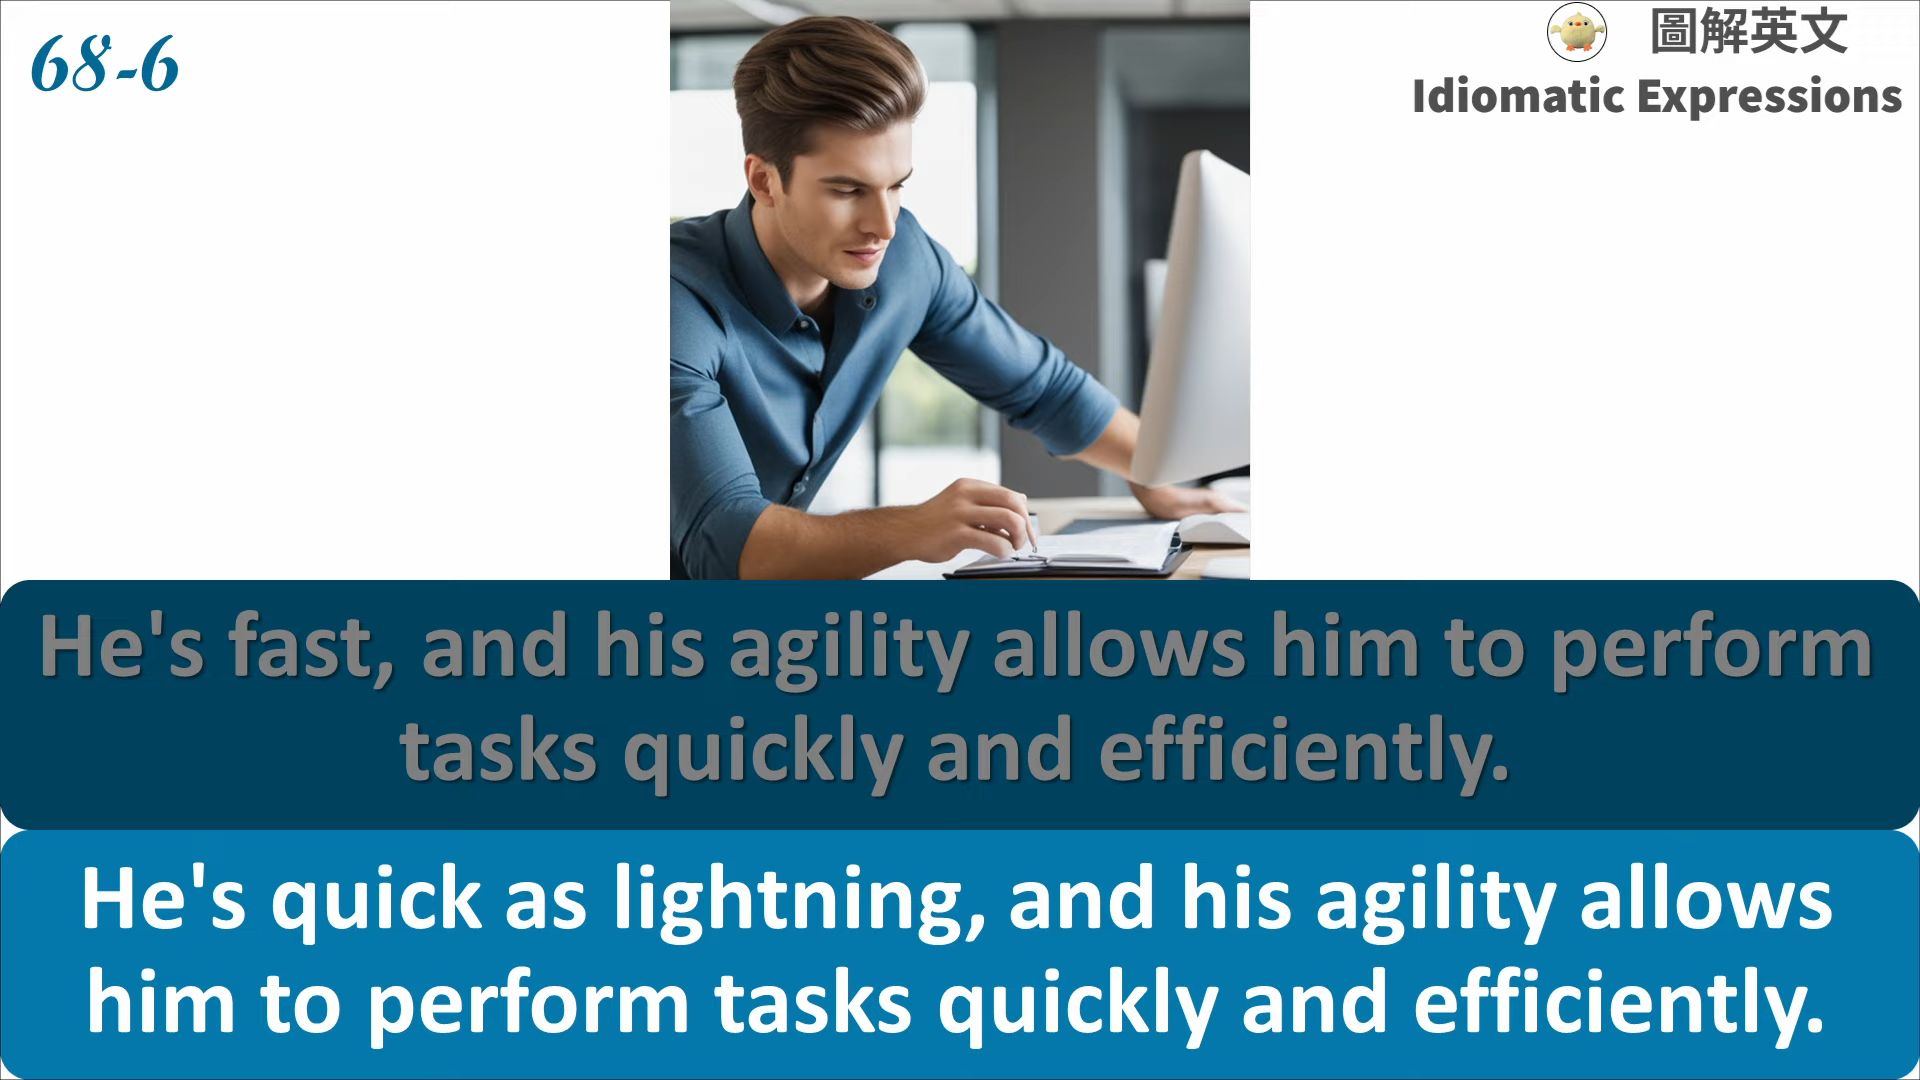 68-6
圖解英文
Idiomatic Expressions
He's fast, and his agility allows him to perform
tasks quickly and efficiently.
He's quick as lightning, and his agility allows
him to perform tasks quickly and efficiently.